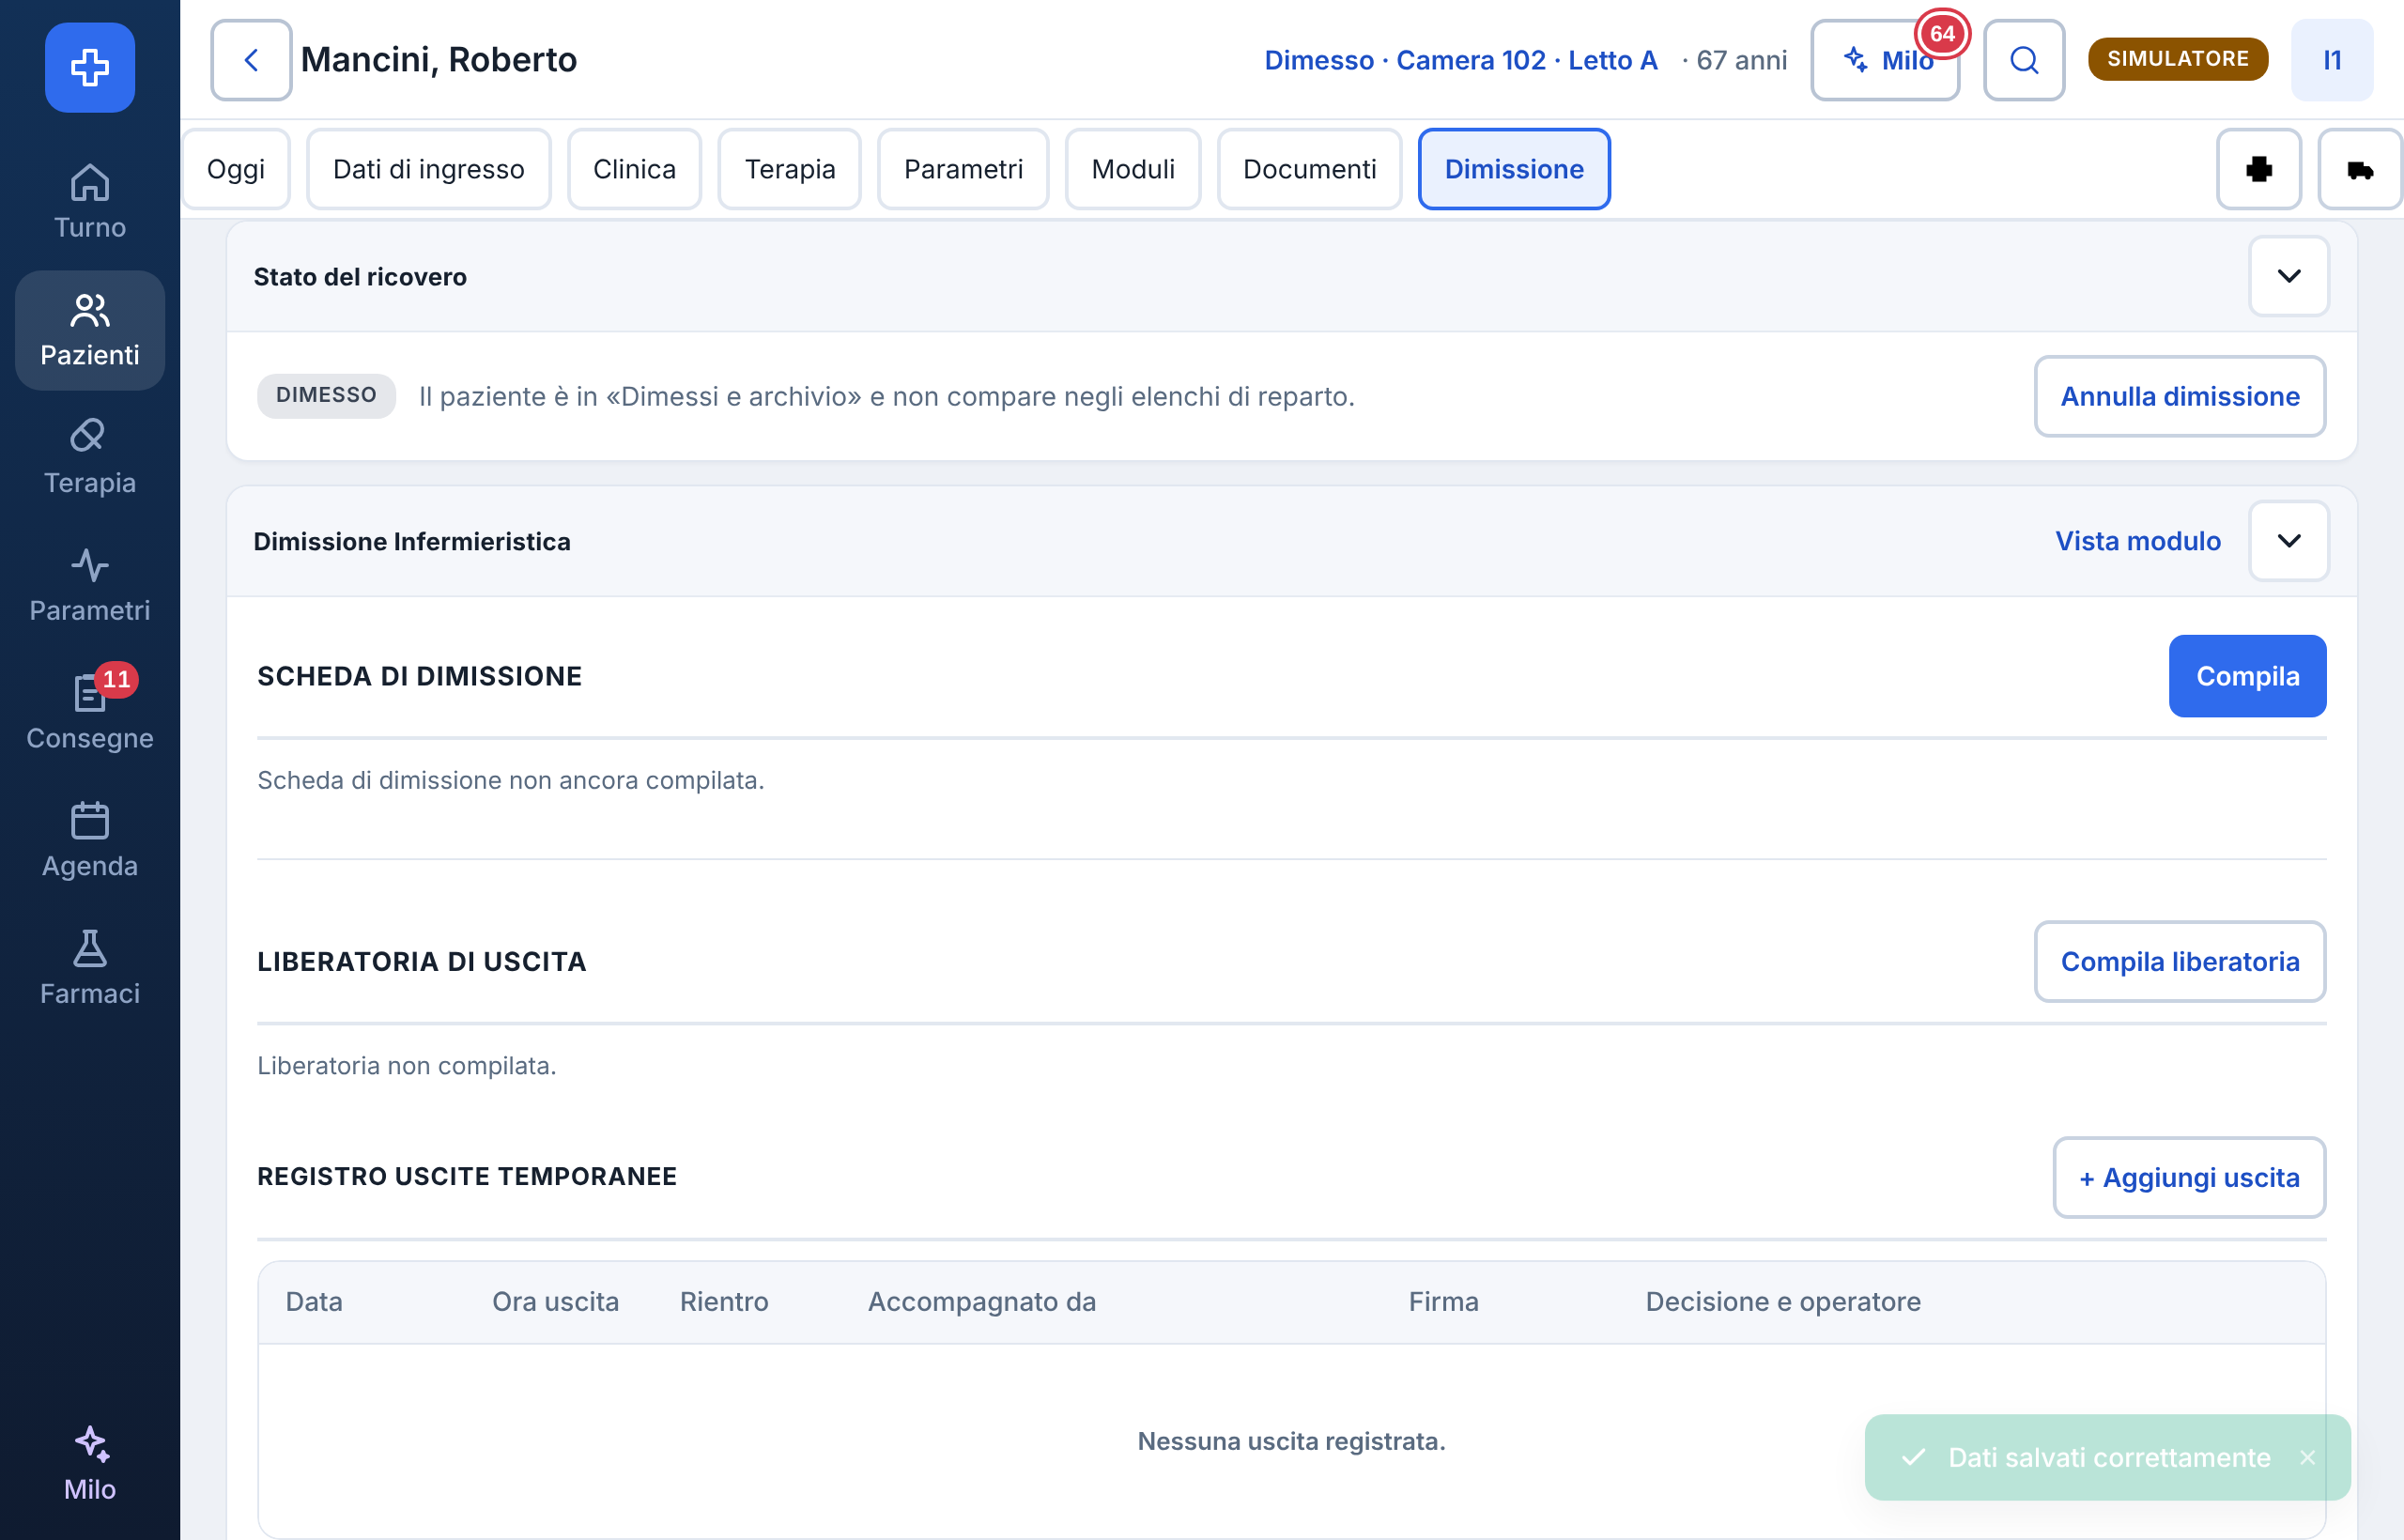 Mancini, Roberto
Dimesso · Camera 102 · Letto A · 67 anni
Milo
64
SIMULATORE
I1
Turno
Pazienti
Terapia
Parametri
11
Consegne
Agenda
Farmaci
Milo
Oggi
Dati di ingresso
Clinica
Terapia
Parametri
Moduli
Documenti
Dimissione
Stato del ricovero
DIMESSO
Il paziente è in «Dimessi e archivio» e non compare negli elenchi di reparto.
Annulla dimissione
Dimissione Infermieristica
Vista modulo
SCHEDA DI DIMISSIONE
Compila
Scheda di dimissione non ancora compilata.
LIBERATORIA DI USCITA
Compila liberatoria
Liberatoria non compilata.
REGISTRO USCITE TEMPORANEE
+ Aggiungi uscita
Data
Ora uscita
Rientro
Accompagnato da
Firma
Decisione e operatore
Nessuna uscita registrata.
Dati salvati correttamente